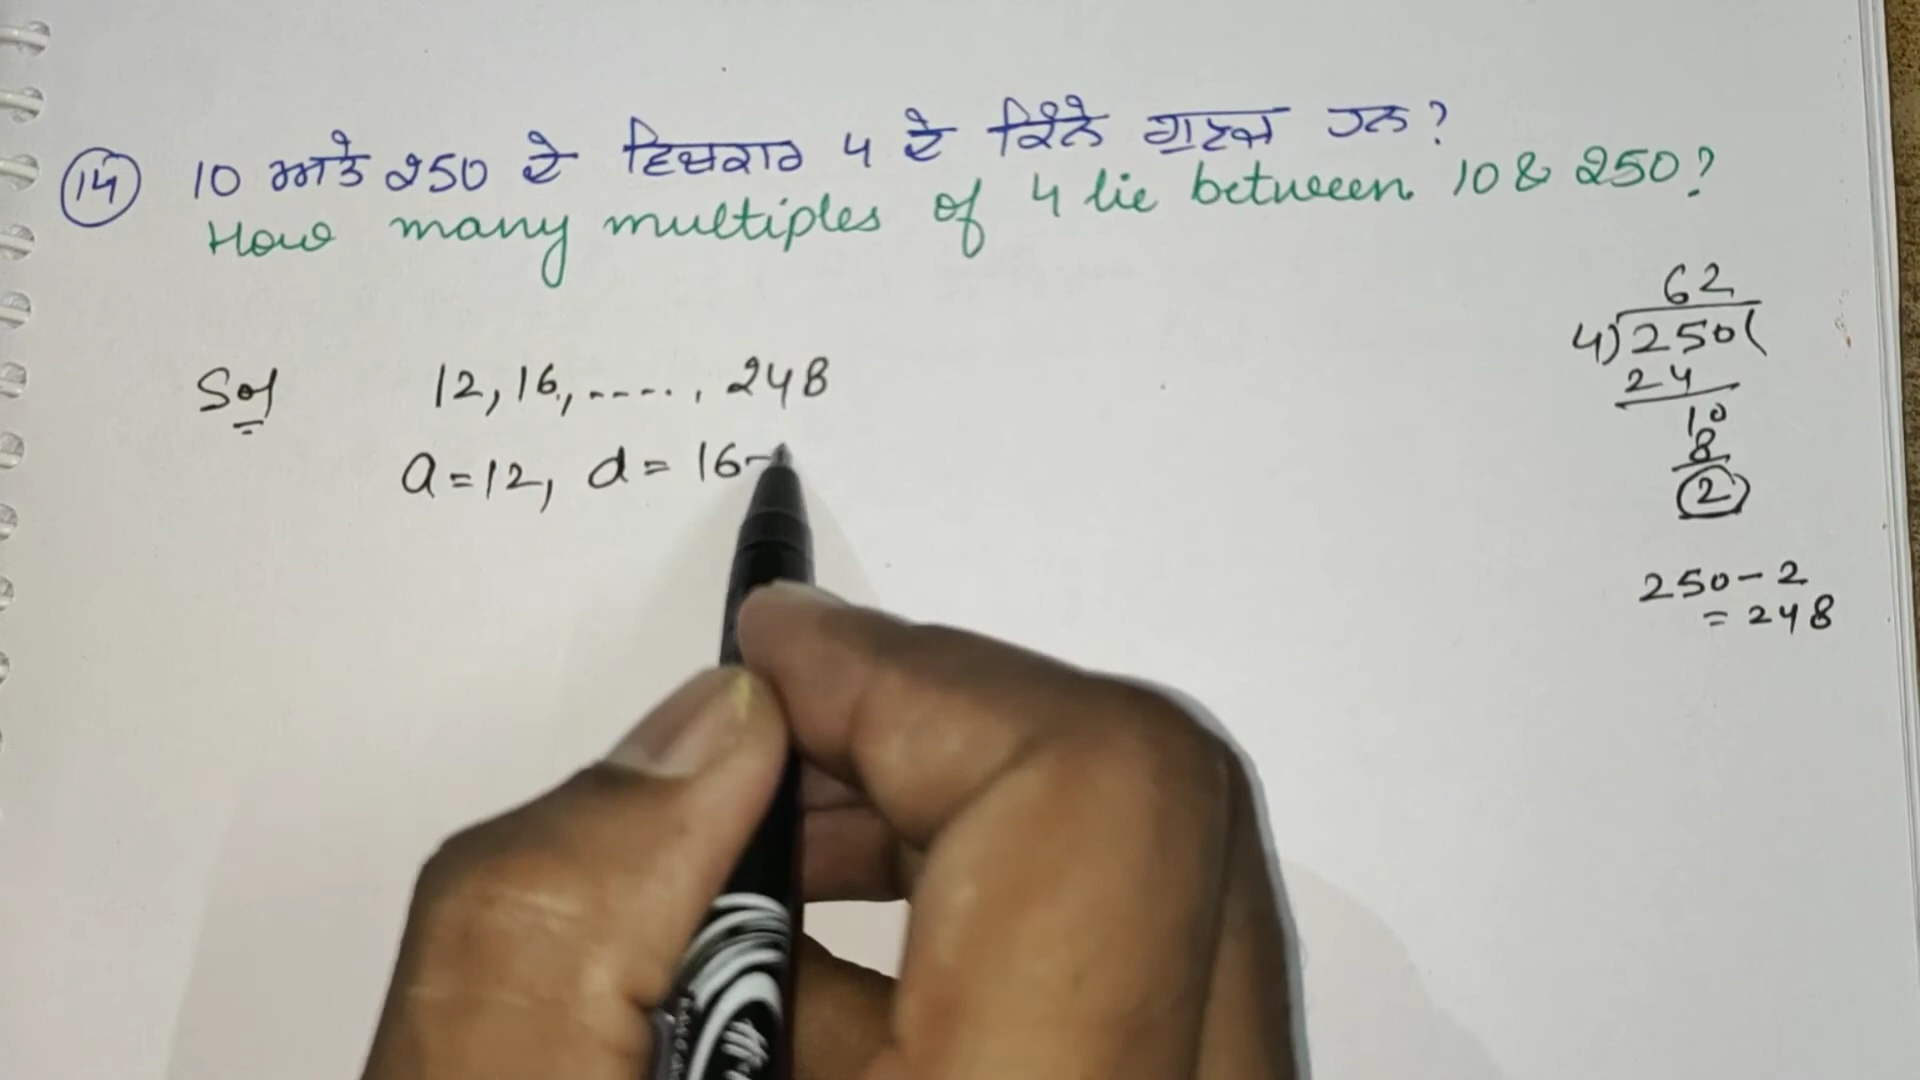 (14) 10 ਅਤੇ 250 ਦੇ ਵਿਚਕਾਰ 4 ਦੇ ਕਿੰਨੇ ਗੁਣਜ ਹਨ?
How many multiples of 4 lie between 10 & 250?
Sol 12, 16, ...., 248
a = 12, d = 16 -
62
4)250(
24
10
8
2
250 - 2
= 248